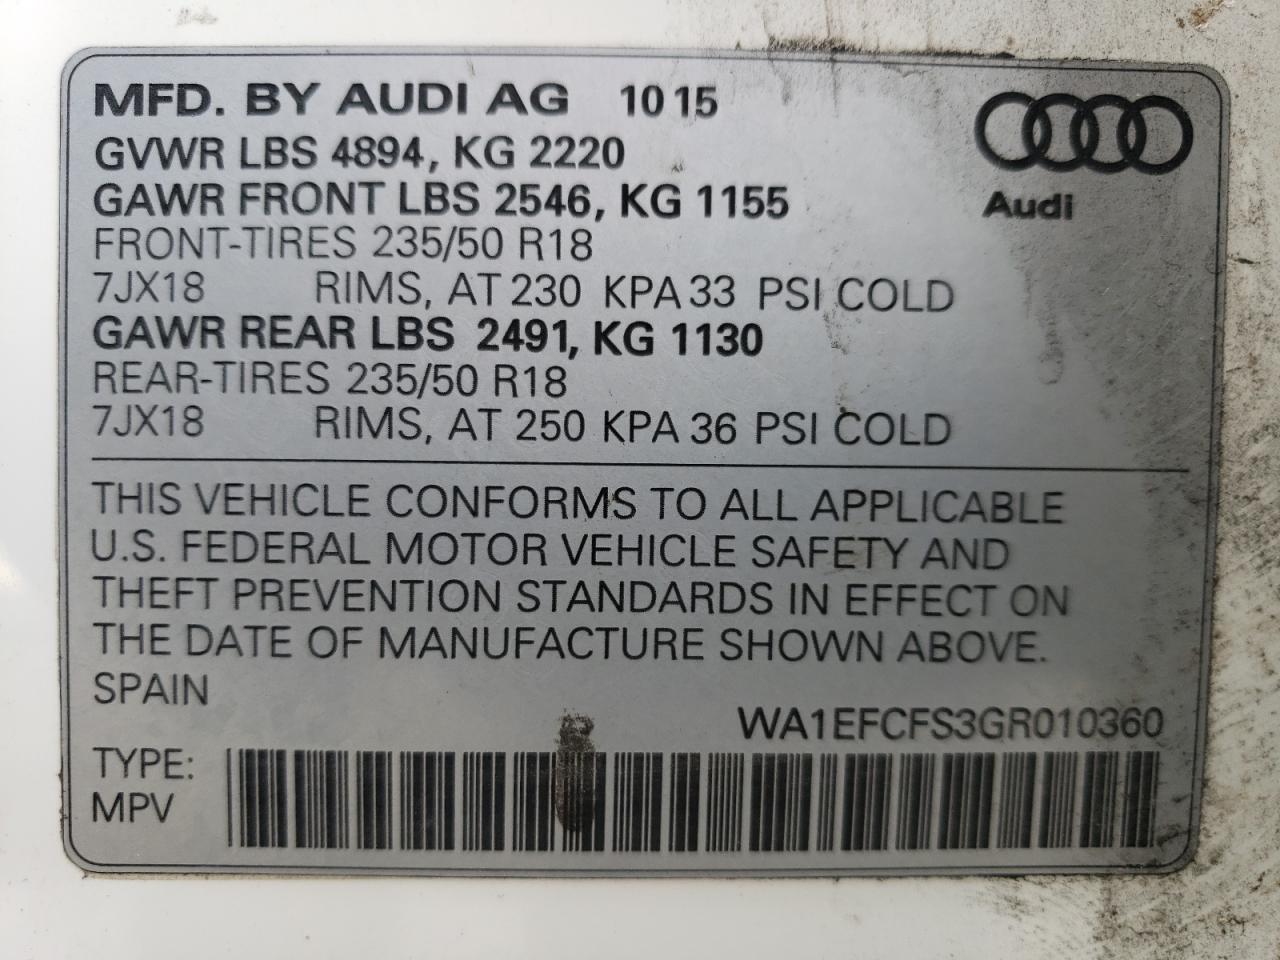 MFD. BY AUDI AG 10 15
GVWR LBS 4894, KG 2220
GAWR FRONT LBS 2546, KG 1155
Audi
FRONT-TIRES 235/50 R18
7JX18 RIMS, AT 230 KPA 33 PSI COLD
GAWR REAR LBS 2491, KG 1130
REAR-TIRES 235/50 R18
7JX18 RIMS, AT 250 KPA 36 PSI COLD
THIS VEHICLE CONFORMS TO ALL APPLICABLE
U.S. FEDERAL MOTOR VEHICLE SAFETY AND
THEFT PREVENTION STANDARDS IN EFFECT ON
THE DATE OF MANUFACTURE SHOWN ABOVE.
SPAIN
WA1EFCFS3GR010360
TYPE:
MPV